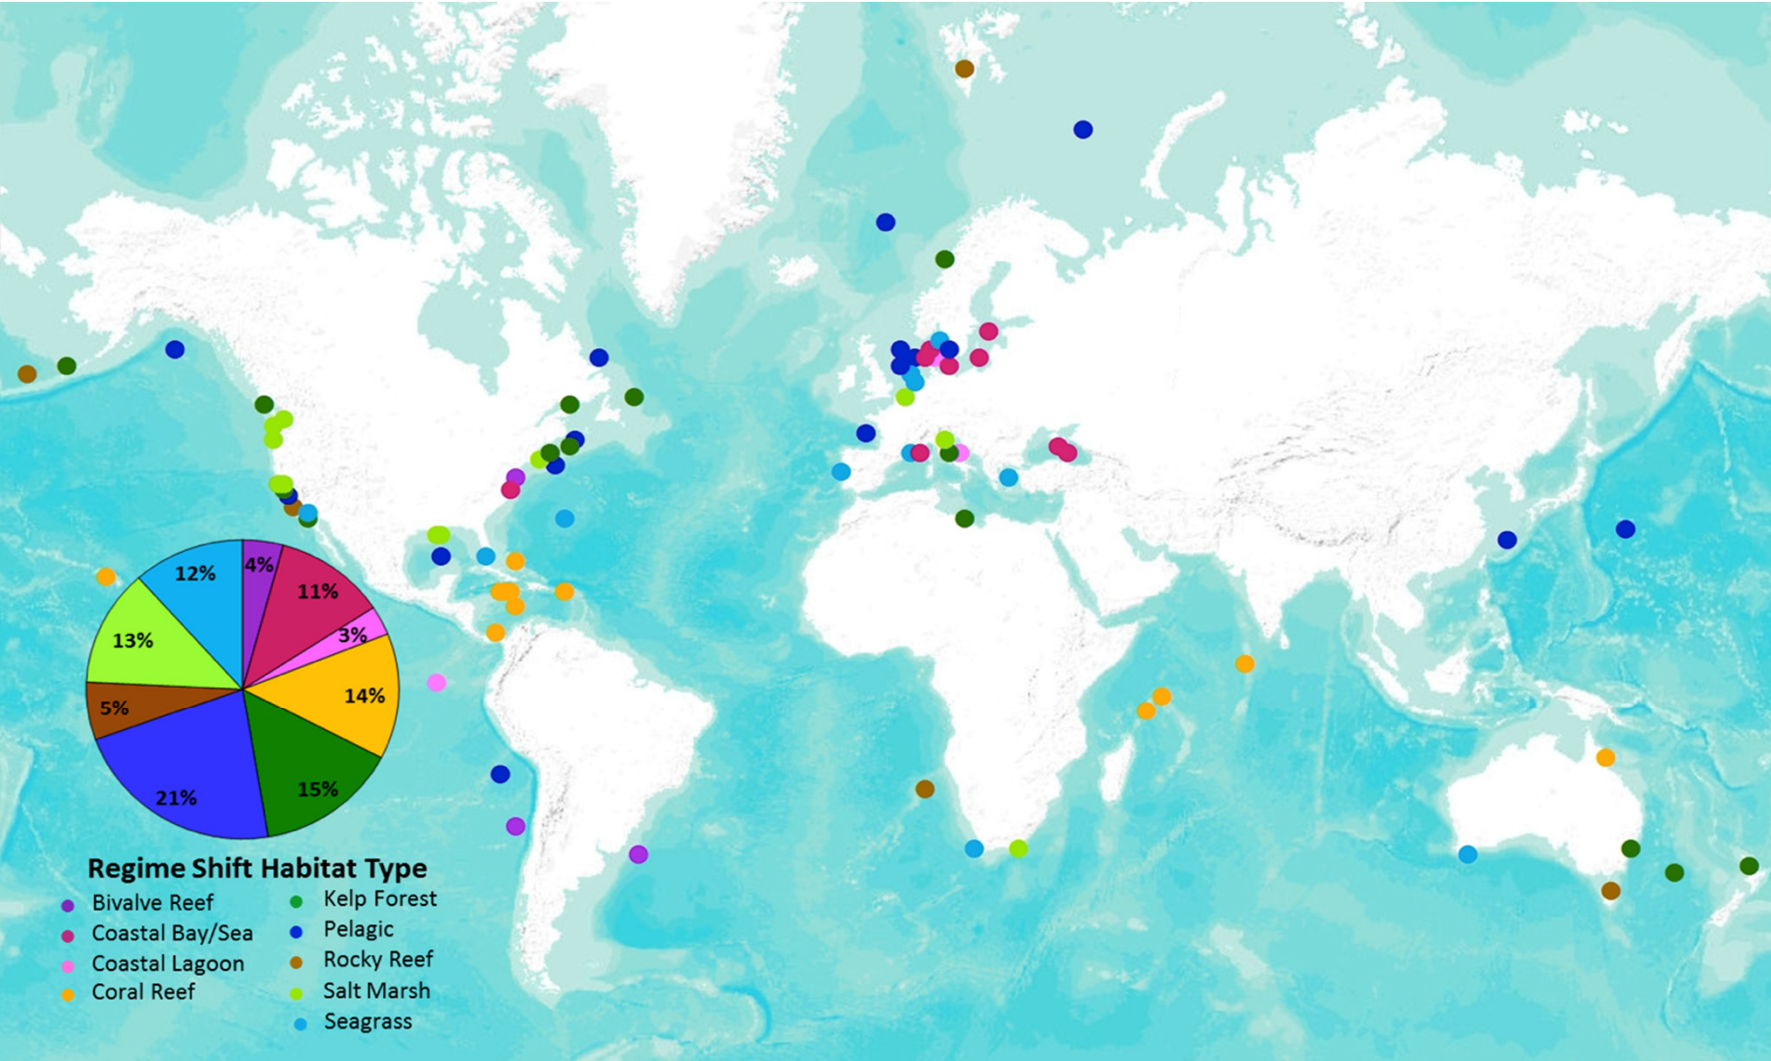 4%
12%
11%
3%
13%
14%
5%
15%
21%
Regime Shift Habitat Type
Bivalve Reef
Coastal Bay/Sea
Coastal Lagoon
Coral Reef
Kelp Forest
Pelagic
Rocky Reef
Salt Marsh
Seagrass